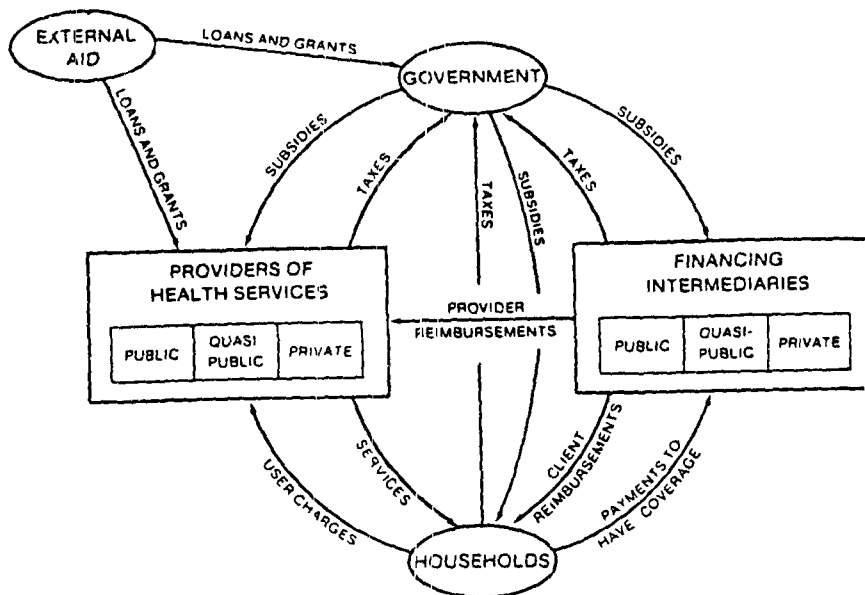 EXTERNAL
AID
LOANS AND GRANTS
GOVERNMENT
LOANS AND GRANTS
SUBSIDIES
TAXES
TAXES
SUBSIDIES
TAXES
SUBSIDIES
PROVIDERS OF
HEALTH SERVICES
PUBLIC
QUASI
PUBLIC
PRIVATE
PROVIDER
REIMBURSEMENTS
FINANCING
INTERMEDIARIES
PUBLIC
QUASI-
PUBLIC
PRIVATE
USER CHARGES
SERVICES
CLIENT
REIMBURSEMENTS
PAYMENTS TO
HAVE COVERAGE
HOUSEHOLDS